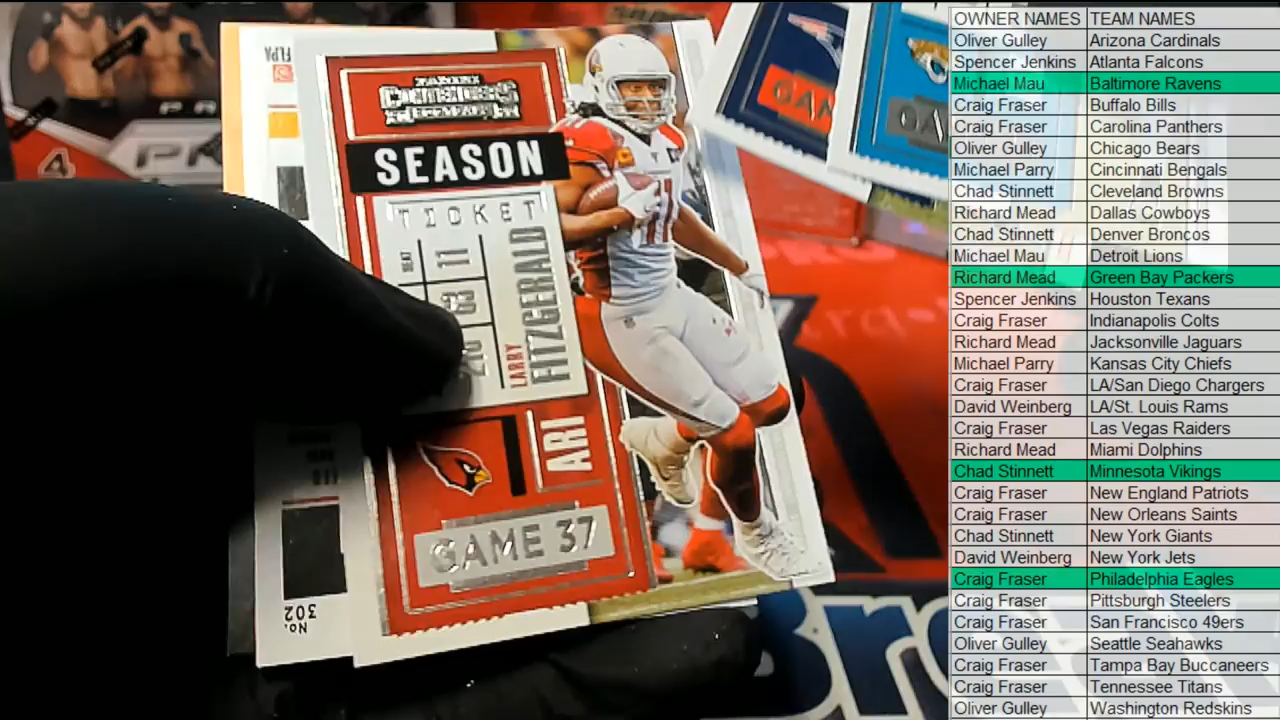 PANINI
CONTENDERS
SEASON
TICKET
SEAT
11
LARRY
FITZGERALD
ARI
GAME 37
No.
302
4
PR
OWNER NAMES TEAM NAMES
Oliver Gulley Arizona Cardinals
Spencer Jenkins Atlanta Falcons
Michael Mau Baltimore Ravens
Craig Fraser Buffalo Bills
Craig Fraser Carolina Panthers
Oliver Gulley Chicago Bears
Michael Parry Cincinnati Bengals
Chad Stinnett Cleveland Browns
Richard Mead Dallas Cowboys
Chad Stinnett Denver Broncos
Michael Mau Detroit Lions
Richard Mead Green Bay Packers
Spencer Jenkins Houston Texans
Craig Fraser Indianapolis Colts
Richard Mead Jacksonville Jaguars
Michael Parry Kansas City Chiefs
Craig Fraser LA/San Diego Chargers
David Weinberg LA/St. Louis Rams
Craig Fraser Las Vegas Raiders
Richard Mead Miami Dolphins
Chad Stinnett Minnesota Vikings
Craig Fraser New England Patriots
Craig Fraser New Orleans Saints
Chad Stinnett New York Giants
David Weinberg New York Jets
Craig Fraser Philadelphia Eagles
Craig Fraser Pittsburgh Steelers
Craig Fraser San Francisco 49ers
Oliver Gulley Seattle Seahawks
Craig Fraser Tampa Bay Buccaneers
Craig Fraser Tennessee Titans
Oliver Gulley Washington Redskins